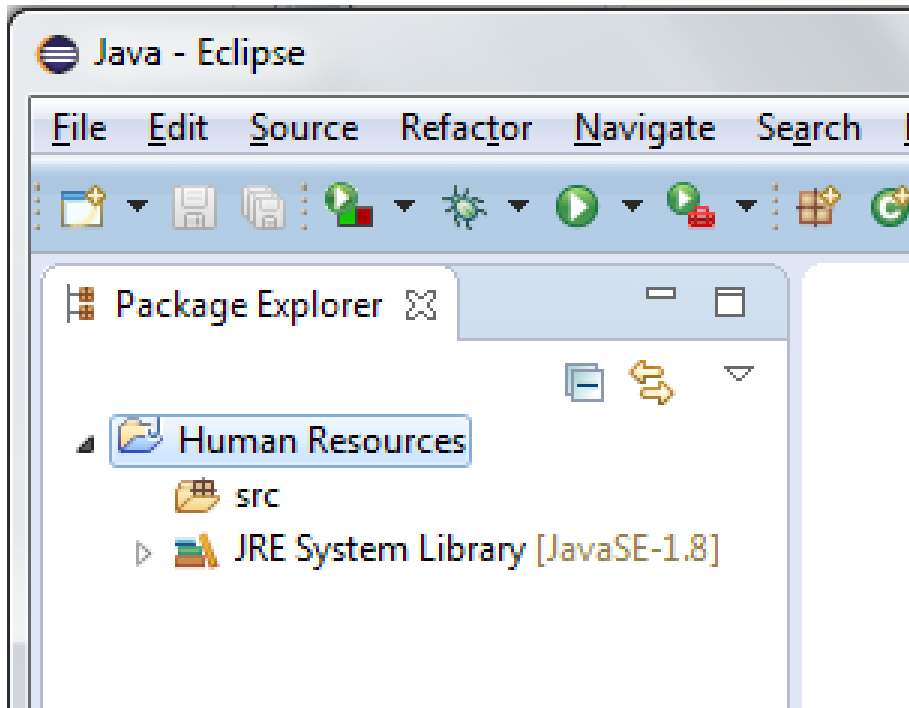 Java - Eclipse
File Edit Source Refactor Navigate Search
Package Explorer
Human Resources
src
JRE System Library [JavaSE-1.8]